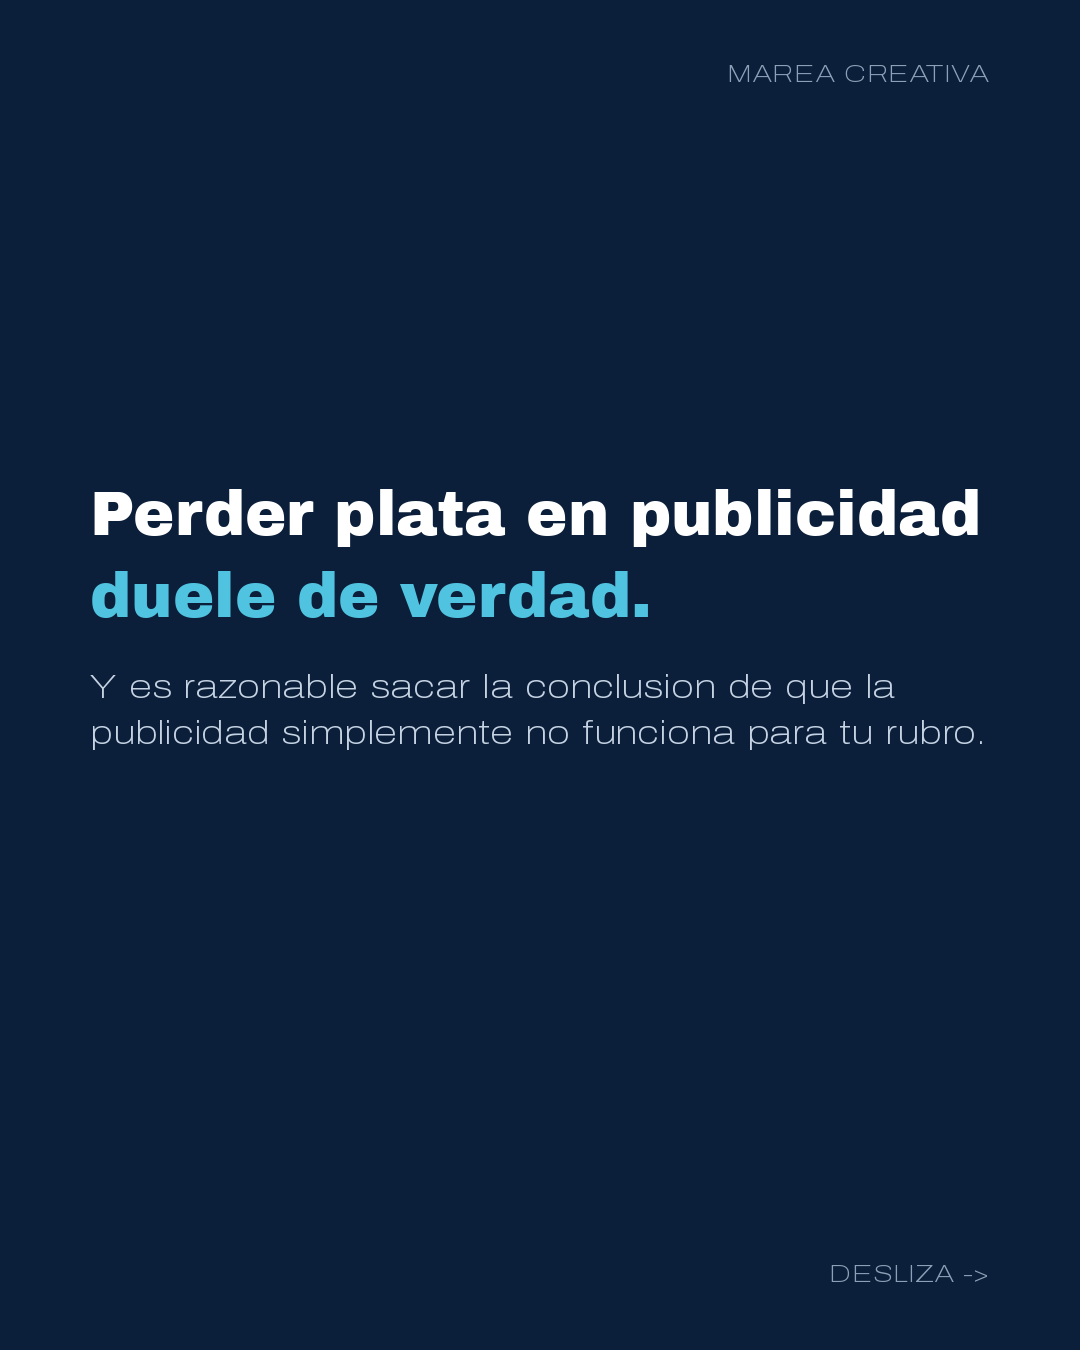 MAREA CREATIVA
Perder plata en publicidad
duele de verdad.
Y es razonable sacar la conclusion de que la
publicidad simplemente no funciona para tu rubro.
DESLIZA ->